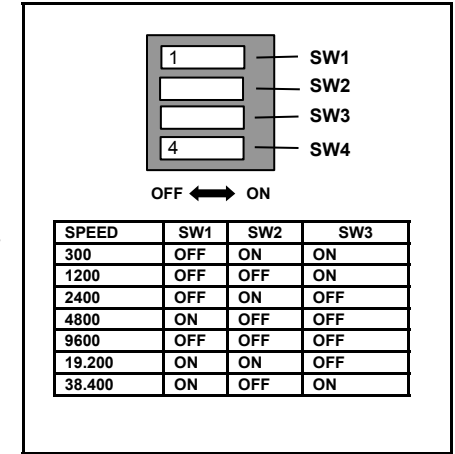 1 SW1
SW2
SW3
4 SW4
OFF ON
SPEED SW1 SW2 SW3
300 OFF ON ON
1200 OFF OFF ON
2400 OFF ON OFF
4800 ON OFF OFF
9600 OFF OFF OFF
19.200 ON ON OFF
38.400 ON OFF ON